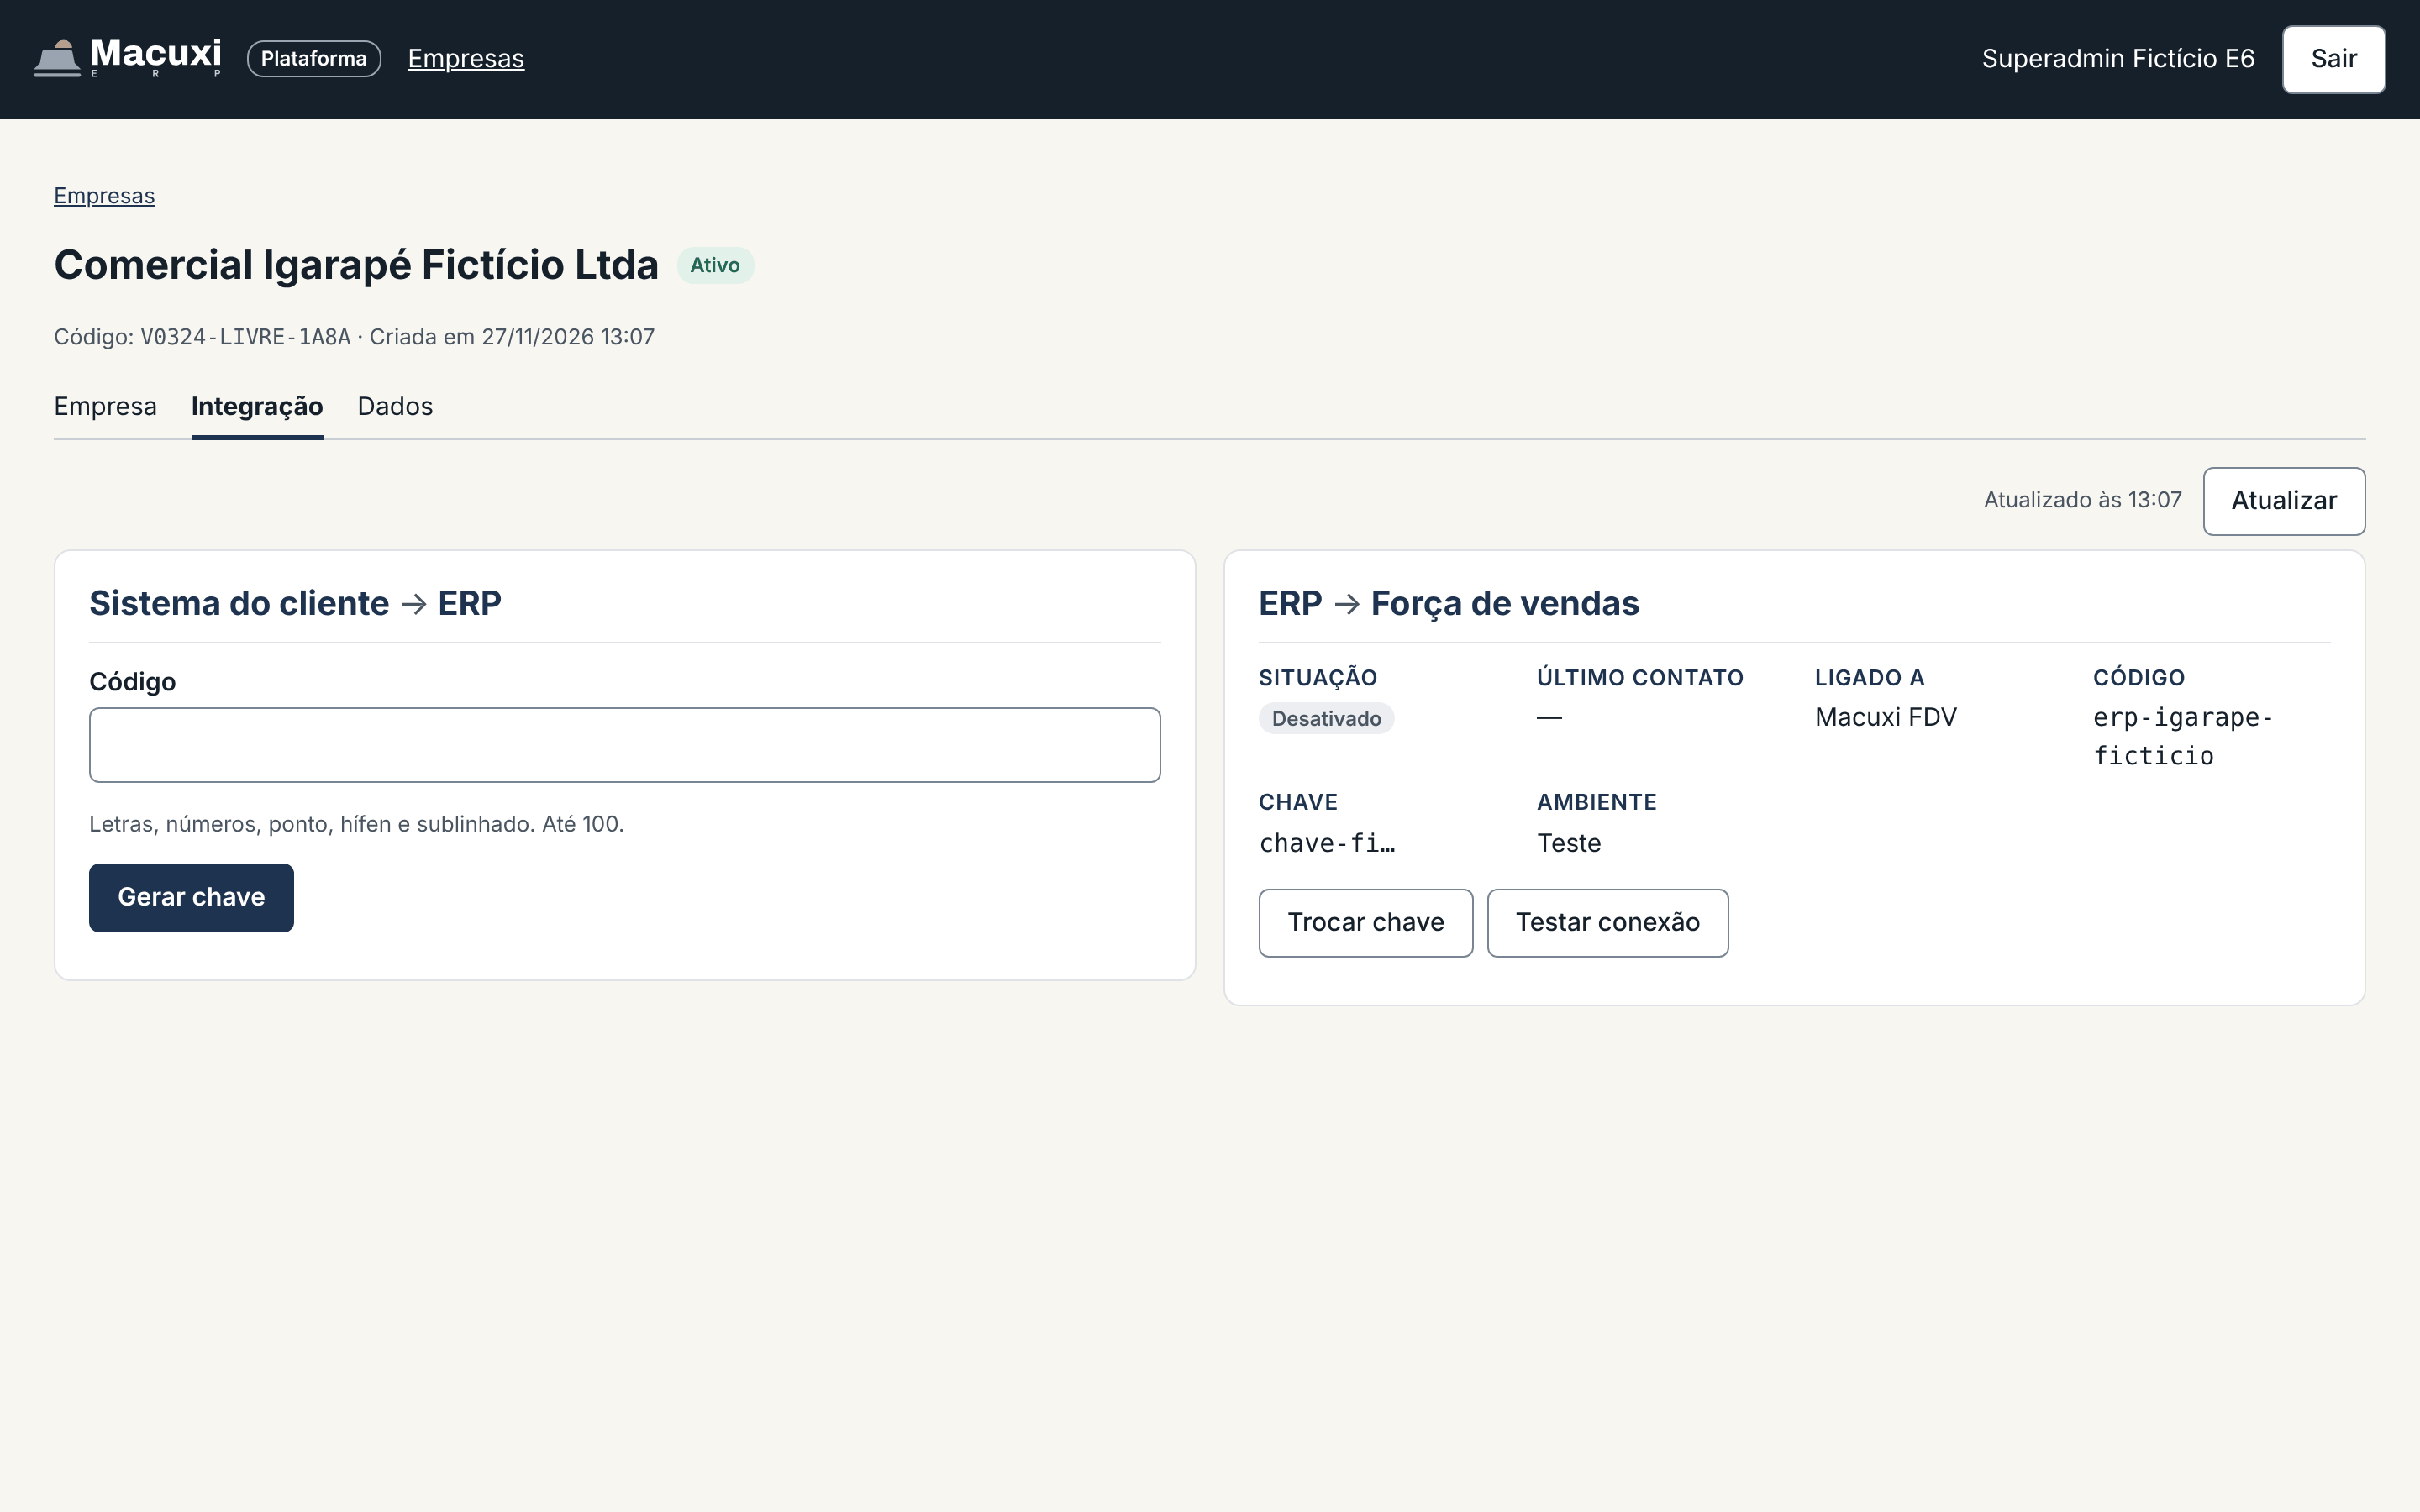 Macuxi
E R P
Plataforma
Empresas
Superadmin Fictício E6
Sair
Empresas
Comercial Igarapé Fictício Ltda
Ativo
Código: V0324-LIVRE-1A8A · Criada em 27/11/2026 13:07
Empresa
Integração
Dados
Atualizado às 13:07
Atualizar
Sistema do cliente → ERP
Código
Letras, números, ponto, hífen e sublinhado. Até 100.
Gerar chave
ERP → Força de vendas
SITUAÇÃO
Desativado
ÚLTIMO CONTATO
—
LIGADO A
Macuxi FDV
CÓDIGO
erp-igarape-
ficticio
CHAVE
chave-fi…
AMBIENTE
Teste
Trocar chave
Testar conexão